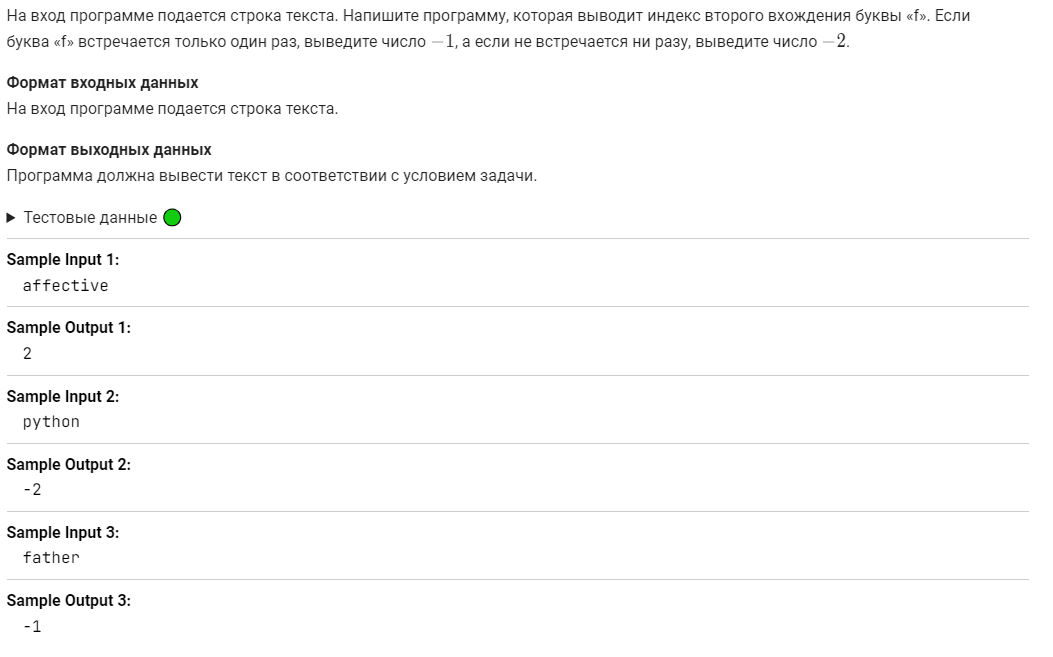 На вход программе подается строка текста. Напишите программу, которая выводит индекс второго вхождения буквы «f». Если
буква «f» встречается только один раз, выведите число −1, а если не встречается ни разу, выведите число −2.
Формат входных данных
На вход программе подается строка текста.
Формат выходных данных
Программа должна вывести текст в соответствии с условием задачи.
Тестовые данные
Sample Input 1:
affective
Sample Output 1:
2
Sample Input 2:
python
Sample Output 2:
-2
Sample Input 3:
father
Sample Output 3:
-1